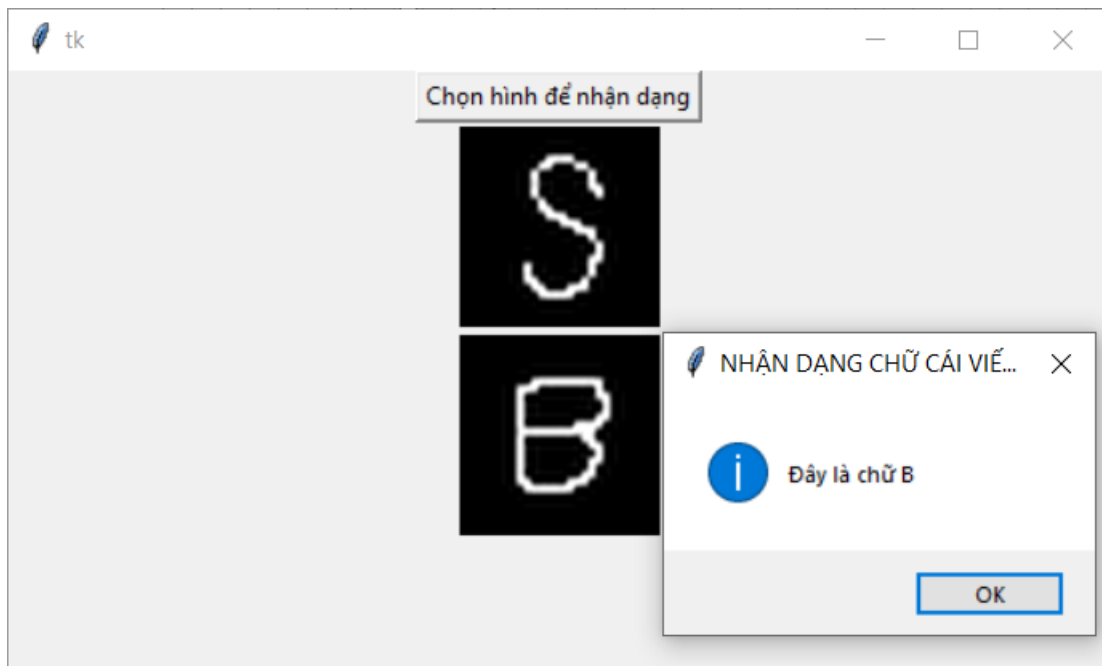 tk
Chọn hình để nhận dạng
S
B
NHẬN DẠNG CHỮ CÁI VIẾ...
Đây là chữ B
OK